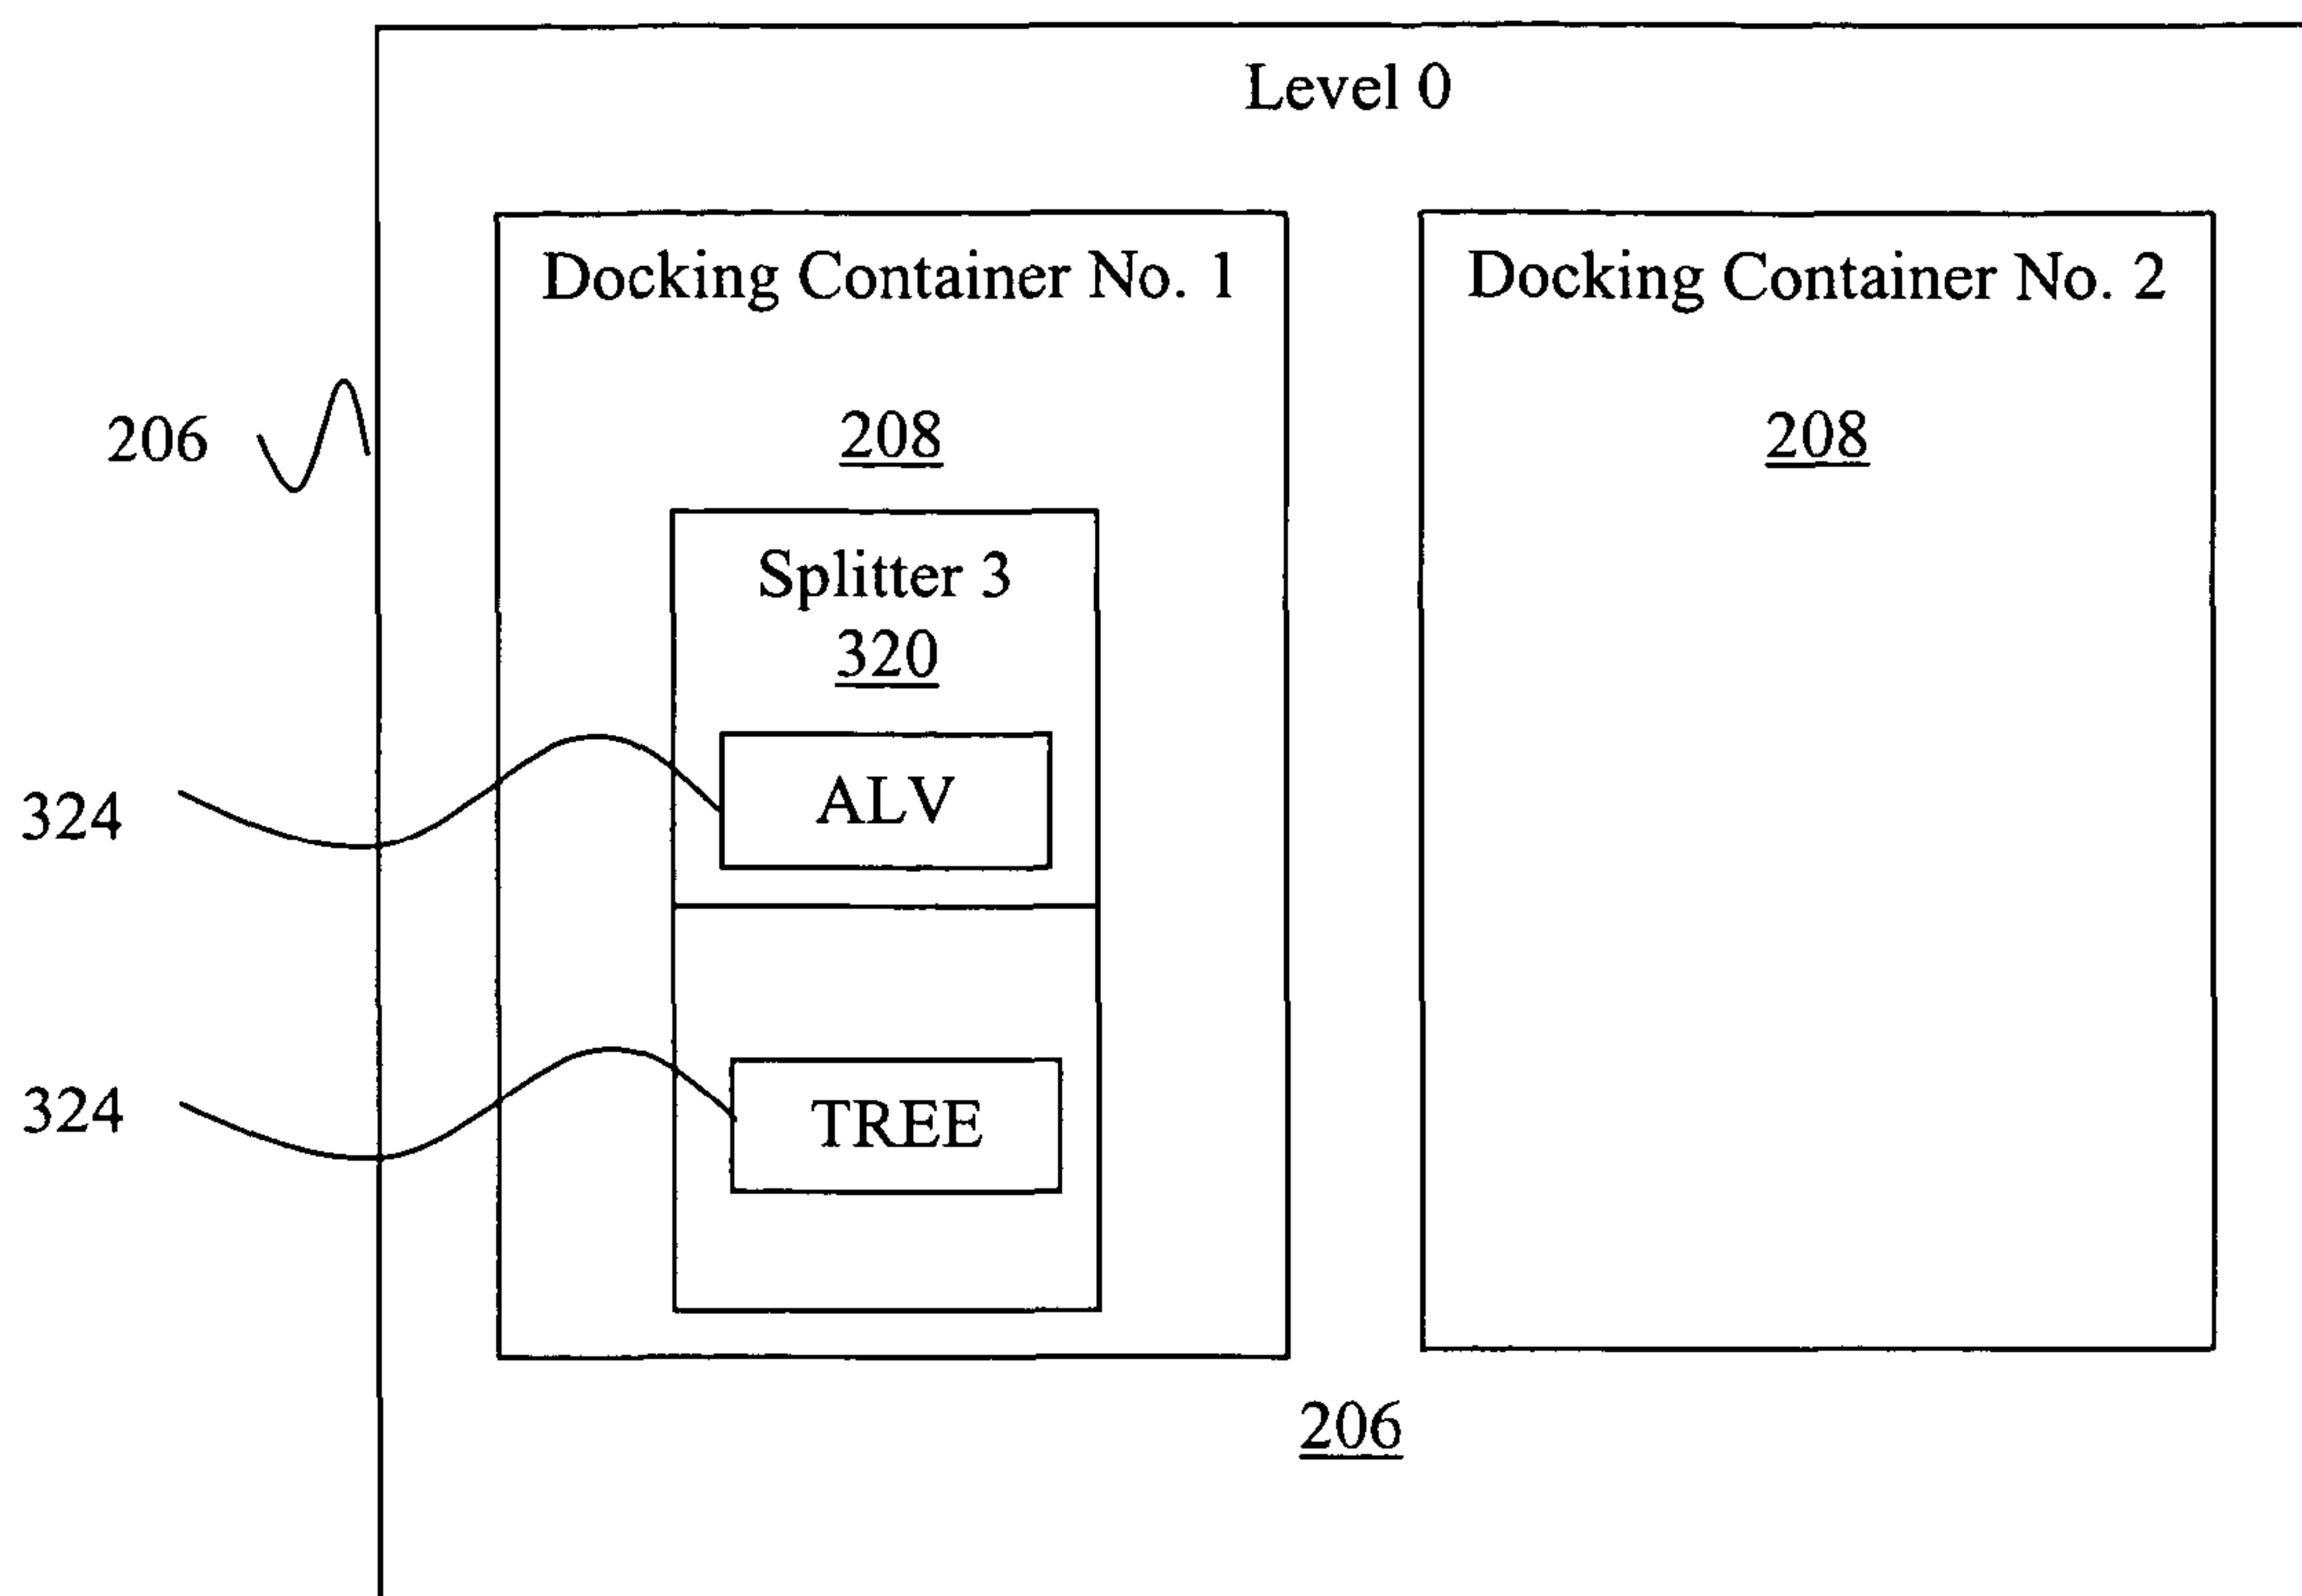 Level 0
Docking Container No. 1
Docking Container No. 2
206
208
208
Splitter 3
320
324
ALV
324
TREE
206